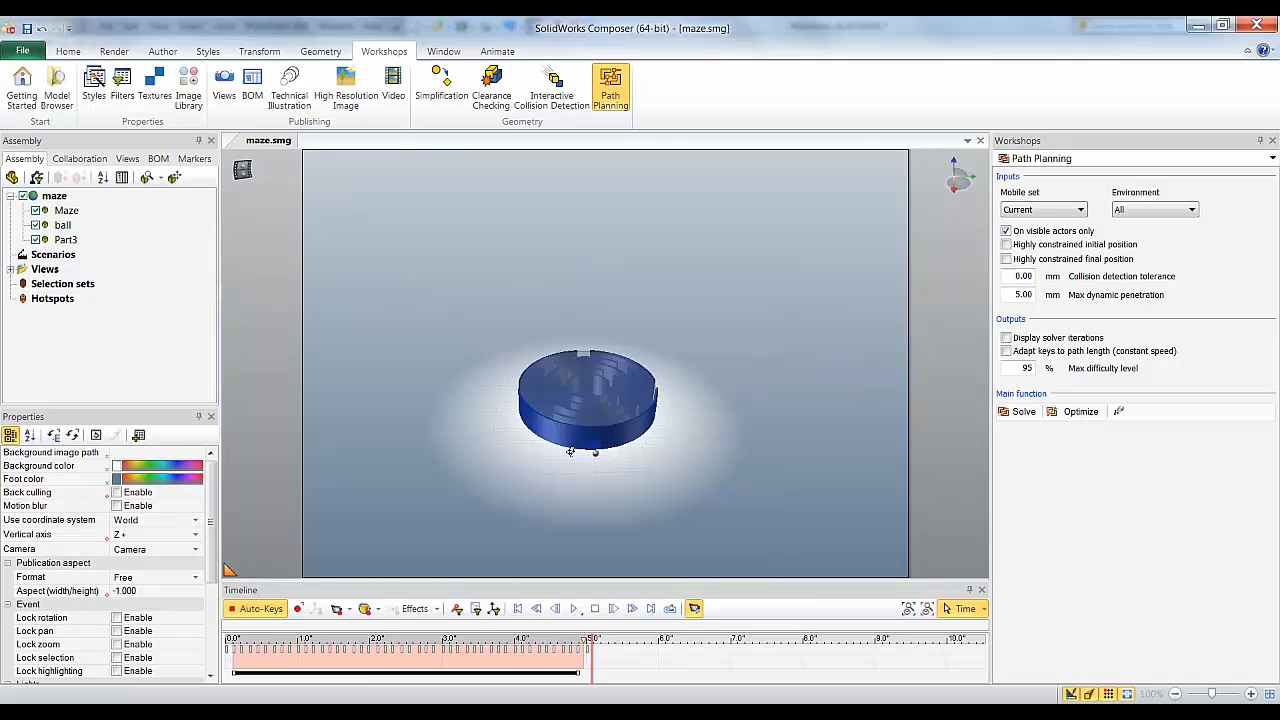 SolidWorks Composer (64-bit) - [maze.smg]
File Home Render Author Styles Transform Geometry Workshops Window Animate
Getting Started Model Browser Styles Filters Textures Image Library Views BOM Technical Illustration High Resolution Image Video Simplification Clearance Checking Interactive Collision Detection Path Planning
Start Properties Publishing Geometry
Assembly
Assembly Collaboration Views BOM Markers
maze
Maze
ball
Part3
Scenarios
Views
Selection sets
Hotspots
Properties
Background image path
Background color
Foot color
Back culling Enable
Motion blur Enable
Use coordinate system World
Vertical axis Z +
Camera Camera
Publication aspect
Format Free
Aspect (width/height) -1.000
Event
Lock rotation Enable
Lock pan Enable
Lock zoom Enable
Lock selection Enable
Lock highlighting Enable
maze.smg
Timeline
Auto-Keys Effects Time
0.0" 1.0" 2.0" 3.0" 4.0" 5.0" 6.0" 7.0" 8.0" 9.0" 10.0"
Workshops
Path Planning
Inputs
Mobile set Environment
Current All
On visible actors only
Highly constrained initial position
Highly constrained final position
0.00 mm Collision detection tolerance
5.00 mm Max dynamic penetration
Outputs
Display solver iterations
Adapt keys to path length (constant speed)
95 % Max difficulty level
Main function
Solve Optimize
100%